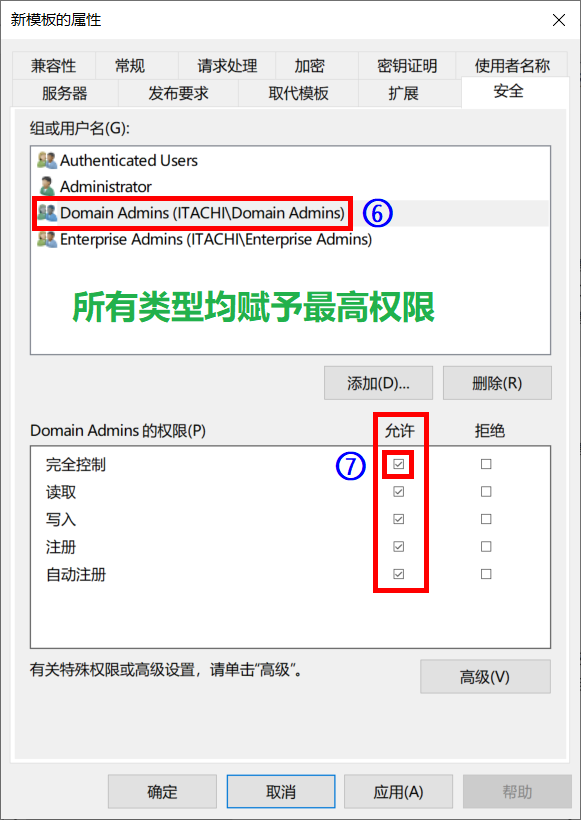 新模板的属性
兼容性 常规 请求处理 加密 密钥证明 使用者名称
服务器 发布要求 取代模板 扩展 安全
组或用户名(G):
Authenticated Users
Administrator
Domain Admins (ITACHI\Domain Admins) ⑥
Enterprise Admins (ITACHI\Enterprise Admins)
所有类型均赋予最高权限
添加(D)... 删除(R)
Domain Admins 的权限(P) 允许 拒绝
⑦ 完全控制
读取
写入
注册
自动注册
有关特殊权限或高级设置，请单击“高级”。
高级(V)
确定 取消 应用(A) 帮助